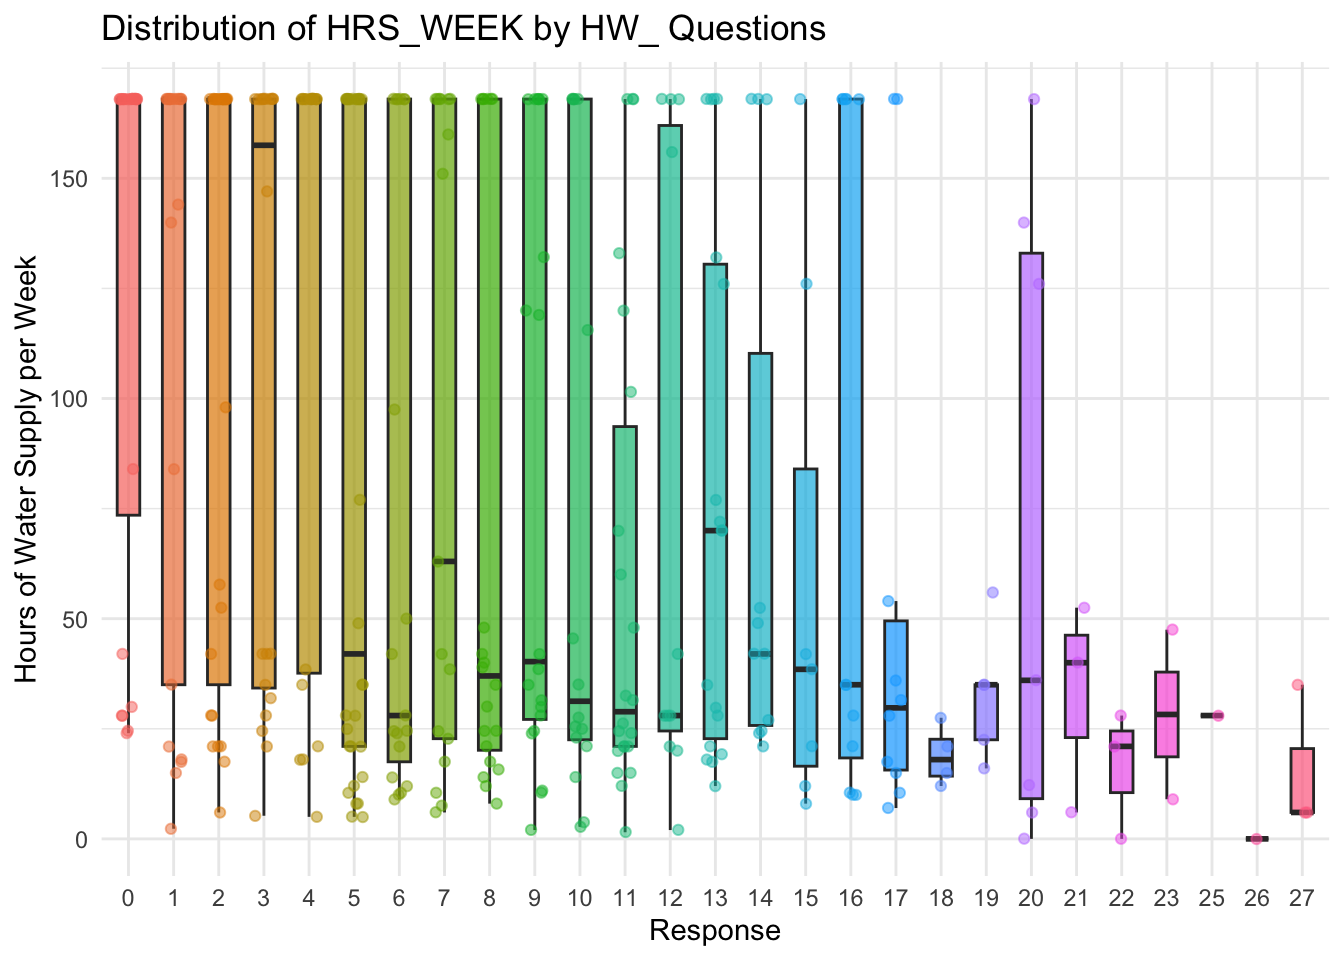 Distribution of HRS_WEEK by HW_ Questions
Hours of Water Supply per Week
150
100
50
0
0 1 2 3 4 5 6 7 8 9 10 11 12 13 14 15 16 17 18 19 20 21 22 23 25 26 27
Response